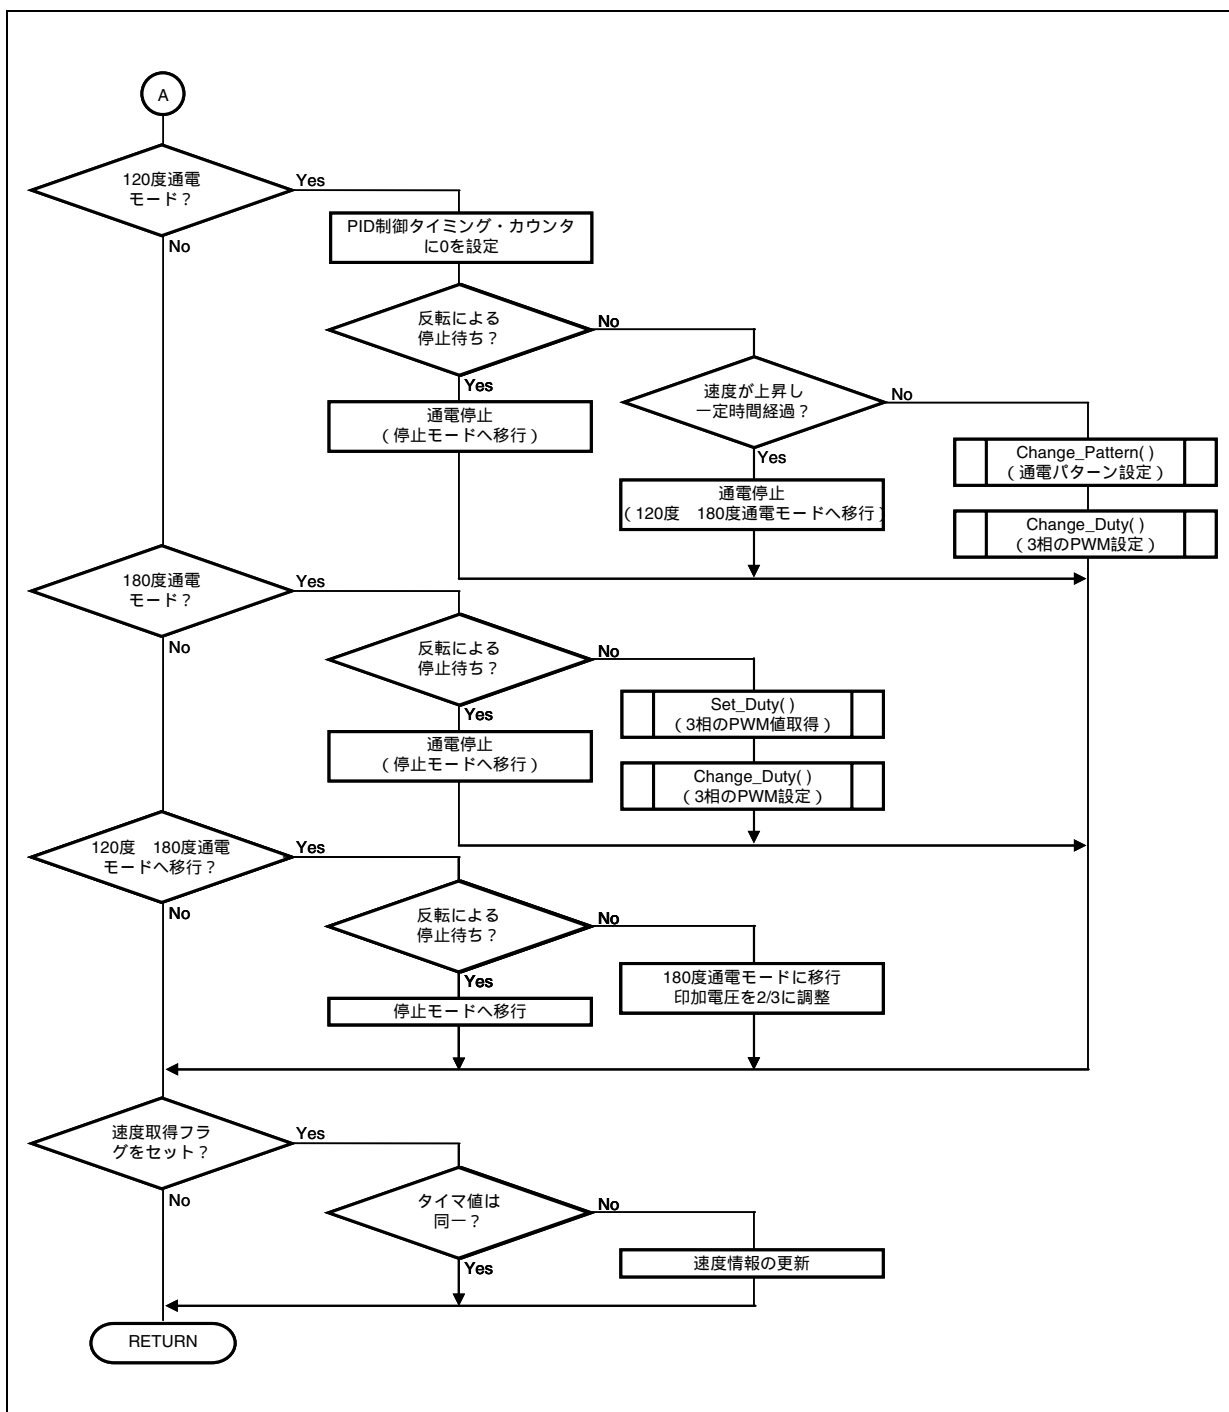 A
120度通電
モード？
Yes
No
PID制御タイミング・カウンタ
に0を設定
反転による
停止待ち？
No
Yes
通電停止
（停止モードへ移行）
速度が上昇し
一定時間経過？
No
Yes
通電停止
（120度　180度通電モードへ移行）
Change_Pattern( )
（通電パターン設定）
Change_Duty( )
（3相のPWM設定）
180度通電
モード？
Yes
No
反転による
停止待ち？
No
Yes
通電停止
（停止モードへ移行）
Set_Duty( )
（3相のPWM値取得）
Change_Duty( )
（3相のPWM設定）
120度　180度通電
モードへ移行？
Yes
No
反転による
停止待ち？
No
Yes
停止モードへ移行
180度通電モードに移行
印加電圧を2/3に調整
速度取得フラ
グをセット？
Yes
No
タイマ値は
同一？
No
Yes
速度情報の更新
RETURN